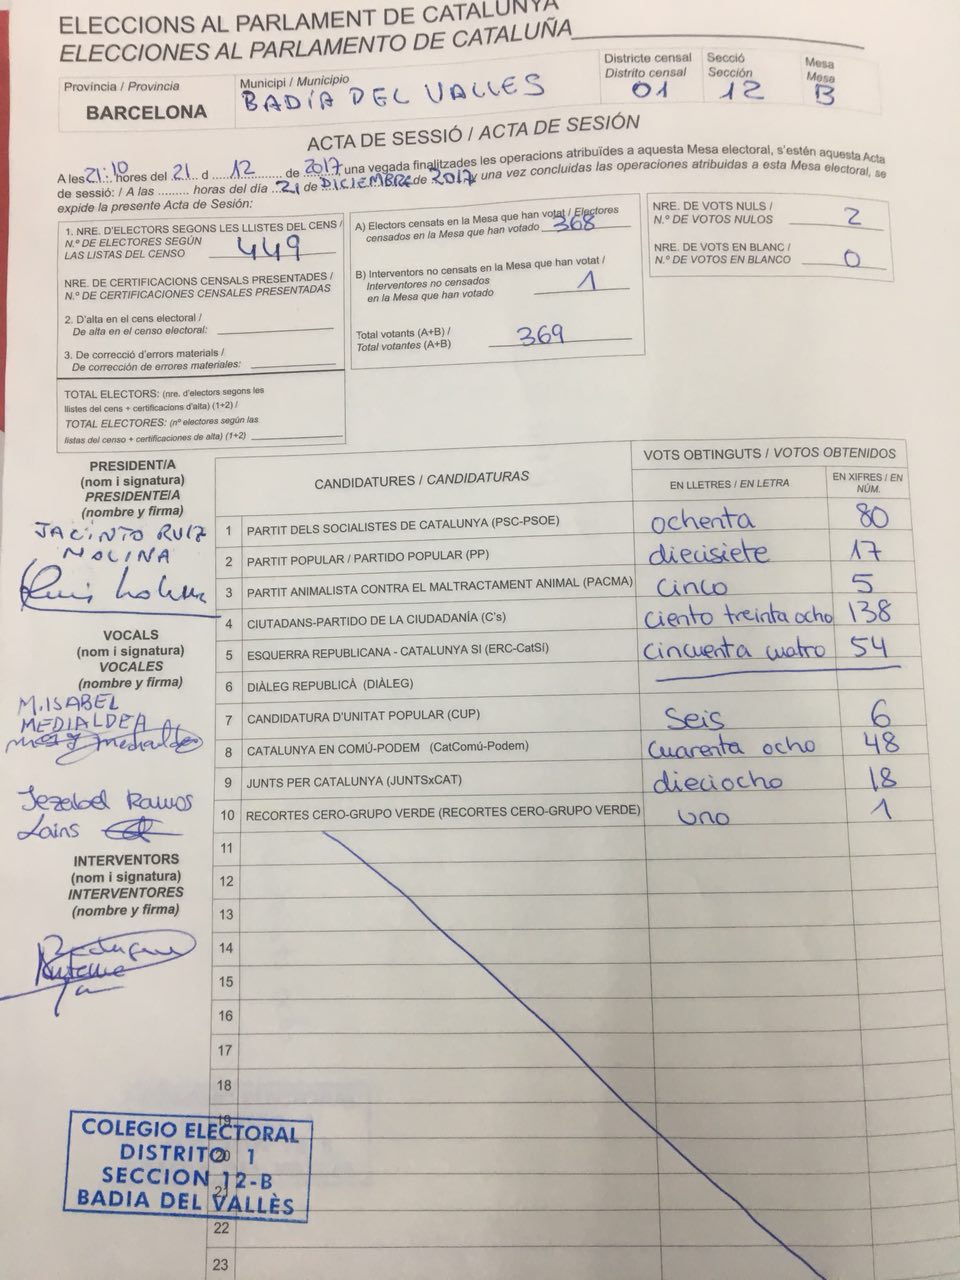 ELECCIONS AL PARLAMENT DE CATALUNYA
ELECCIONES AL PARLAMENTO DE CATALUÑA
Provincia / Provincia
BARCELONA
Municipi / Municipio
BADÍA DEL VALLES
Districte censal
Distrito censal
01
Secció
Sección
12
Mesa
Mesa
B
ACTA DE SESSIÓ / ACTA DE SESIÓN
A les 21:10 hores del 21 d 12 de 2017 una vegada finalitzades les operacions atribuïdes a aquesta Mesa electoral, s'estén aquesta Acta
de sessió: / A las ......... horas del día 21 de DICIEMBRE de 2017, y una vez concluidas las operaciones atribuidas a esta Mesa electoral, se
expide la presente Acta de Sesión:
1. NRE. D'ELECTORS SEGONS LES LLISTES DEL CENS /
N.º DE ELECTORES SEGÚN
LAS LISTAS DEL CENSO 449
NRE. DE CERTIFICACIONS CENSALS PRESENTADES /
N.º DE CERTIFICACIONES CENSALES PRESENTADAS
2. D'alta en el cens electoral /
De alta en el censo electoral:
3. De correcció d'errors materials /
De corrección de errores materiales:
TOTAL ELECTORS: (nre. d'electors segons les
llistes del cens + certificacions d'alta) (1+2) /
TOTAL ELECTORES: (nº electores según las
listas del censo + certificaciones de alta) (1+2)
A) Electors censats en la Mesa que han votat / Electores
censados en la Mesa que han votado 368
B) Interventors no censats en la Mesa que han votat /
Interventores no censados
en la Mesa que han votado 1
Total votants (A+B) /
Total votantes (A+B) 369
NRE. DE VOTS NULS /
N.º DE VOTOS NULOS 2
NRE. DE VOTS EN BLANC /
N.º DE VOTOS EN BLANCO 0
PRESIDENT/A
(nom i signatura)
PRESIDENTE/A
(nombre y firma)
JACINTO RUIZ
MOLINA
VOCALS
(nom i signatura)
VOCALES
(nombre y firma)
M.ISABEL
MEDIALDEA
Jezabel Ramos
Lains
INTERVENTORS
(nom i signatura)
INTERVENTORES
(nombre y firma)
CANDIDATURES / CANDIDATURAS
VOTS OBTINGUTS / VOTOS OBTENIDOS
EN LLETRES / EN LETRA
EN XIFRES / EN
NÚM.
1 PARTIT DELS SOCIALISTES DE CATALUNYA (PSC-PSOE) ochenta 80
2 PARTIT POPULAR / PARTIDO POPULAR (PP) diecisiete 17
3 PARTIT ANIMALISTA CONTRA EL MALTRACTAMENT ANIMAL (PACMA) cinco 5
4 CIUTADANS-PARTIDO DE LA CIUDADANÍA (C's) ciento treinta ocho 138
5 ESQUERRA REPUBLICANA - CATALUNYA SI (ERC-CatSí) cincuenta cuatro 54
6 DIÀLEG REPUBLICÀ (DIÀLEG)
7 CANDIDATURA D'UNITAT POPULAR (CUP) seis 6
8 CATALUNYA EN COMÚ-PODEM (CatComú-Podem) cuarenta ocho 48
9 JUNTS PER CATALUNYA (JUNTSxCAT) dieciocho 18
10 RECORTES CERO-GRUPO VERDE (RECORTES CERO-GRUPO VERDE) uno 1
11
12
13
14
15
16
17
18
19
20
21
22
23
COLEGIO ELECTORAL
DISTRITO 1
SECCION 12-B
BADIA DEL VALLÈS